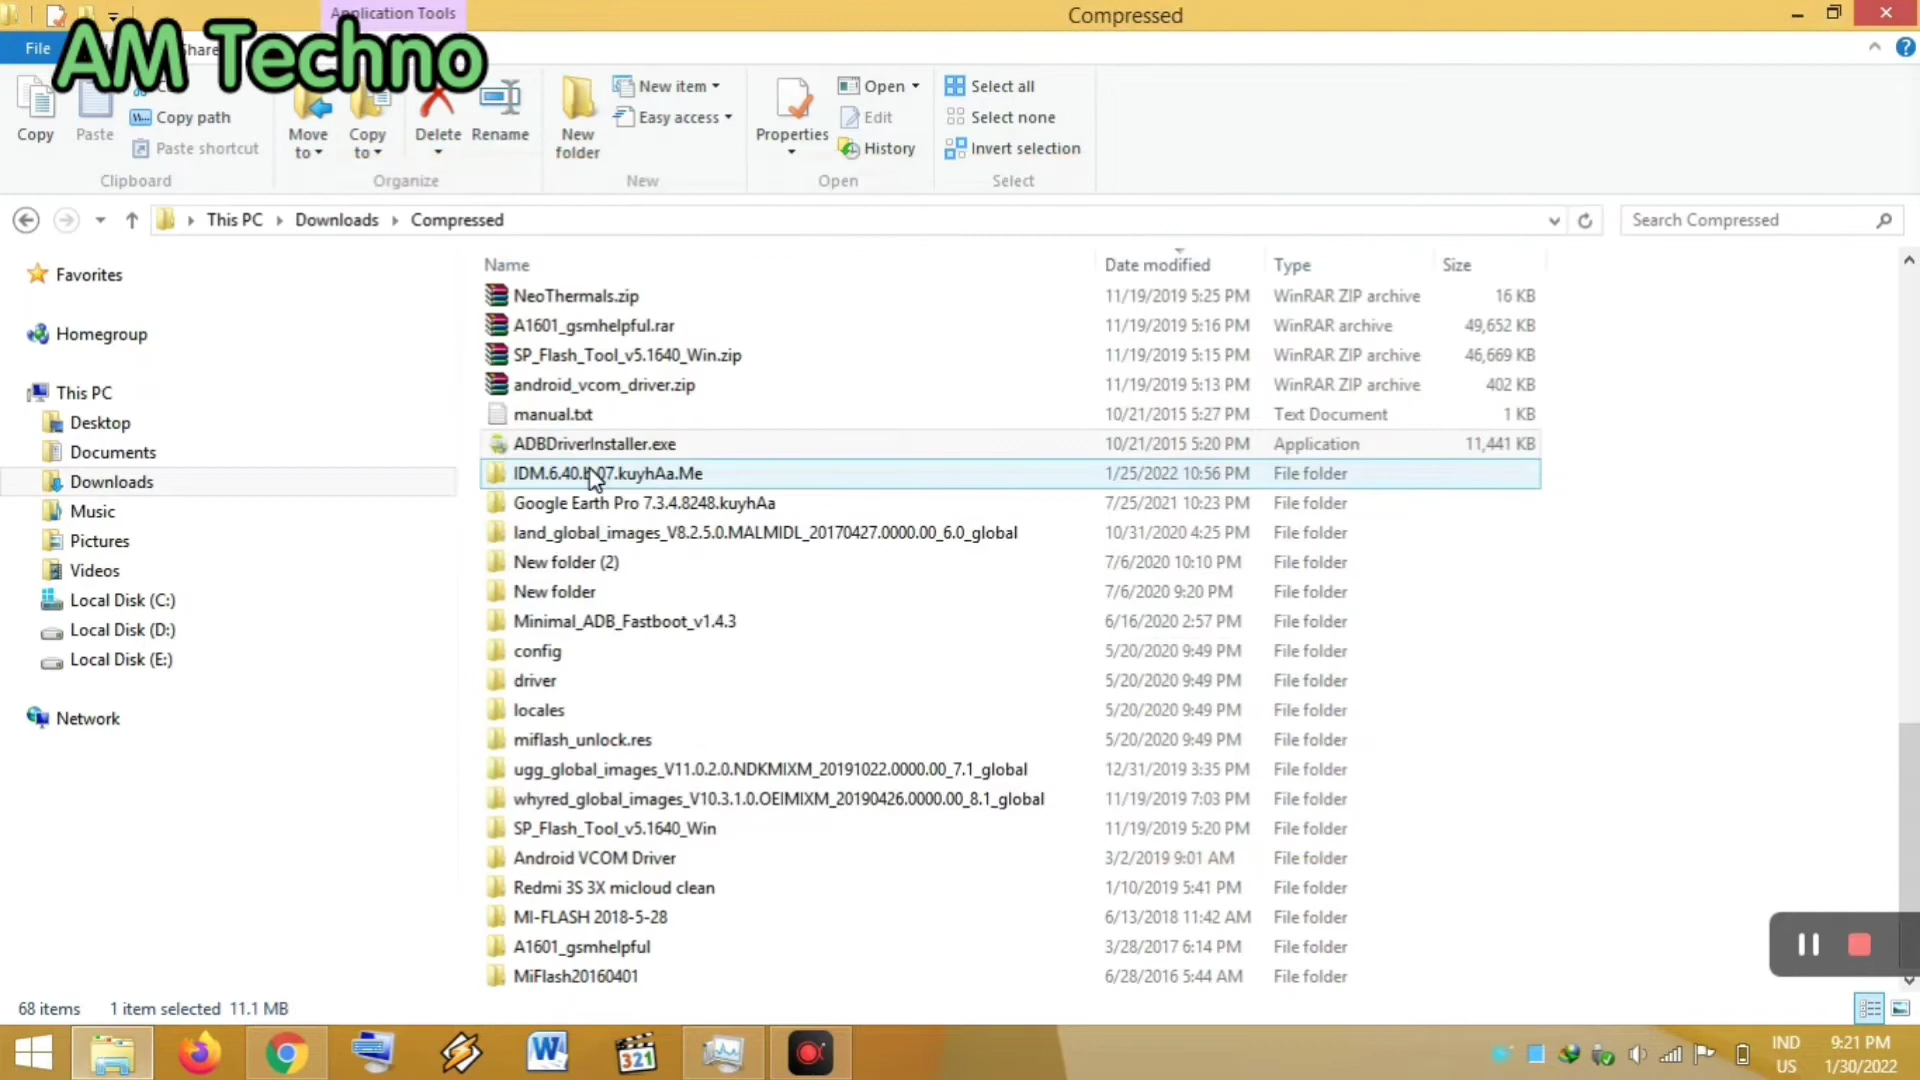 Application Tools
Compressed
AM Techno
File
Share
Copy
Paste
Copy path
Paste shortcut
Clipboard
Move to
Copy to
Delete
Rename
Organize
New folder
New item
Easy access
New
Properties
Open
Edit
History
Open
Select all
Select none
Invert selection
Select
This PC
Downloads
Compressed
Search Compressed
Favorites
Homegroup
This PC
Desktop
Documents
Downloads
Music
Pictures
Videos
Local Disk (C:)
Local Disk (D:)
Local Disk (E:)
Network
Name Date modified Type Size
NeoThermals.zip 11/19/2019 5:25 PM WinRAR ZIP archive 16 KB
A1601_gsmhelpful.rar 11/19/2019 5:16 PM WinRAR archive 49,652 KB
SP_Flash_Tool_v5.1640_Win.zip 11/19/2019 5:15 PM WinRAR ZIP archive 46,669 KB
android_vcom_driver.zip 11/19/2019 5:13 PM WinRAR ZIP archive 402 KB
manual.txt 10/21/2015 5:27 PM Text Document 1 KB
ADBDriverInstaller.exe 10/21/2015 5:20 PM Application 11,441 KB
1/25/2022 10:56 PM File folder
Google Earth Pro 7.3.4.8248.kuyhAa 7/25/2021 10:23 PM File folder
land_global_images_V8.2.5.0.MALMIDL_20170427.0000.00_6.0_global 10/31/2020 4:25 PM File folder
New folder (2) 7/6/2020 10:10 PM File folder
New folder 7/6/2020 9:20 PM File folder
Minimal_ADB_Fastboot_v1.4.3 6/16/2020 2:57 PM File folder
config 5/20/2020 9:49 PM File folder
driver 5/20/2020 9:49 PM File folder
locales 5/20/2020 9:49 PM File folder
miflash_unlock.res 5/20/2020 9:49 PM File folder
ugg_global_images_V11.0.2.0.NDKMIXM_20191022.0000.00_7.1_global 12/31/2019 3:35 PM File folder
whyred_global_images_V10.3.1.0.OEIMIXM_20190426.0000.00_8.1_global 11/19/2019 7:03 PM File folder
SP_Flash_Tool_v5.1640_Win 11/19/2019 5:20 PM File folder
Android VCOM Driver 3/2/2019 9:01 AM File folder
Redmi 3S 3X micloud clean 1/10/2019 5:41 PM File folder
MI-FLASH 2018-5-28 6/13/2018 11:42 AM File folder
A1601_gsmhelpful 3/28/2017 6:14 PM File folder
MiFlash20160401 6/28/2016 5:44 AM File folder
68 items 1 item selected 11.1 MB
321
IND
US
9:21 PM
1/30/2022